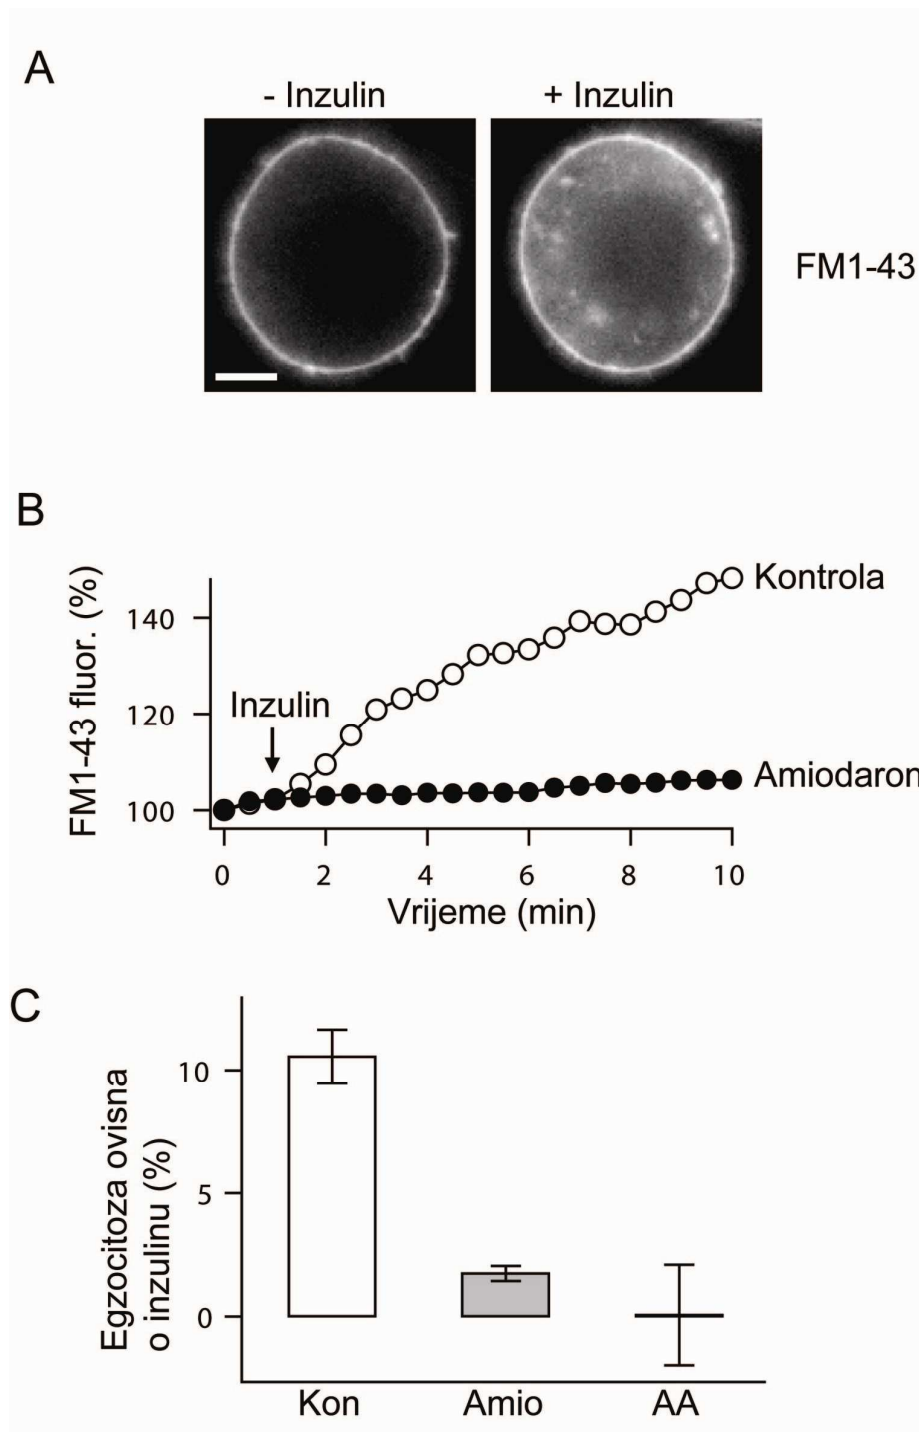 A
- Inzulin
+ Inzulin
FM1-43
B
FM1-43 fluor. (%)
140
120
100
Inzulin
Kontrola
Amiodaron
0 2 4 6 8 10
Vrijeme (min)
C
Egzocitoza ovisna
o inzulinu (%)
10
5
0
Kon Amio AA